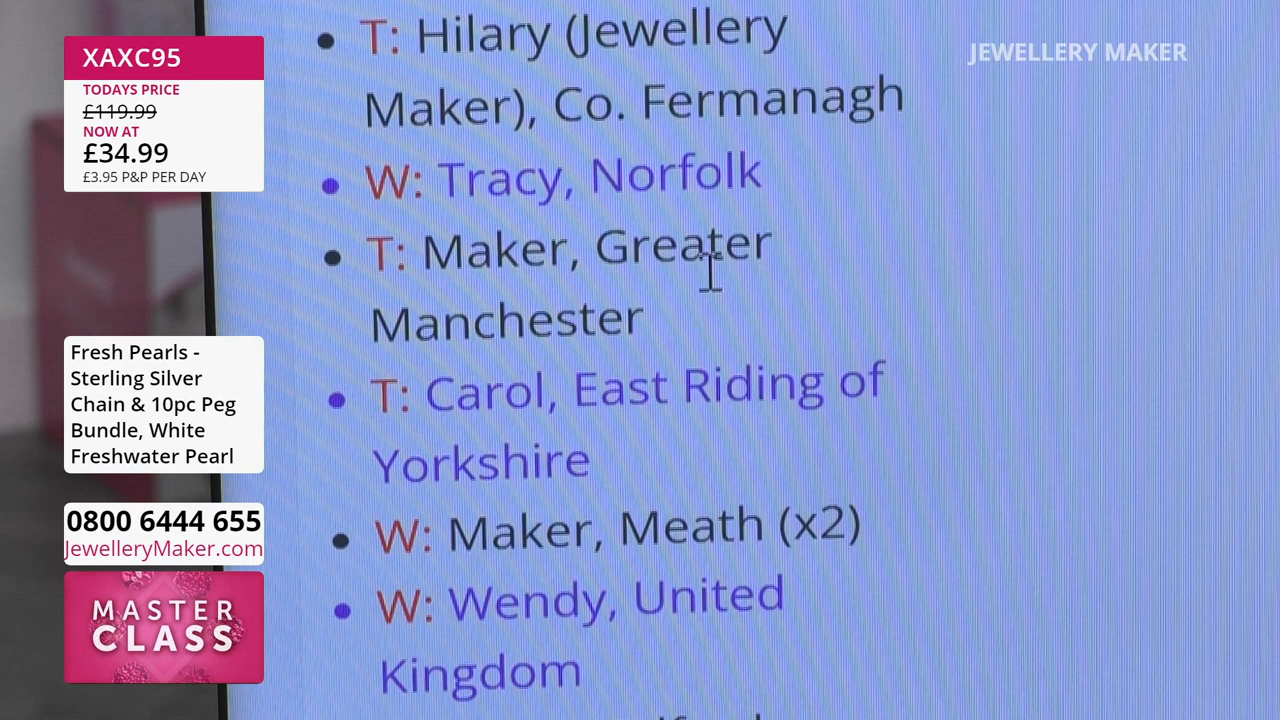 XAXC95
TODAYS PRICE
£119.99
NOW AT
£34.99
£3.95 P&P PER DAY
Fresh Pearls -
Sterling Silver
Chain & 10pc Peg
Bundle, White
Freshwater Pearl
0800 6444 655
JewelleryMaker.com
MASTER
CLASS
JEWELLERY MAKER
• T: Hilary (Jewellery
Maker), Co. Fermanagh
• W: Tracy, Norfolk
• T: Maker, Greater
Manchester
• T: Carol, East Riding of
Yorkshire
• W: Maker, Meath (x2)
• W: Wendy, United
Kingdom